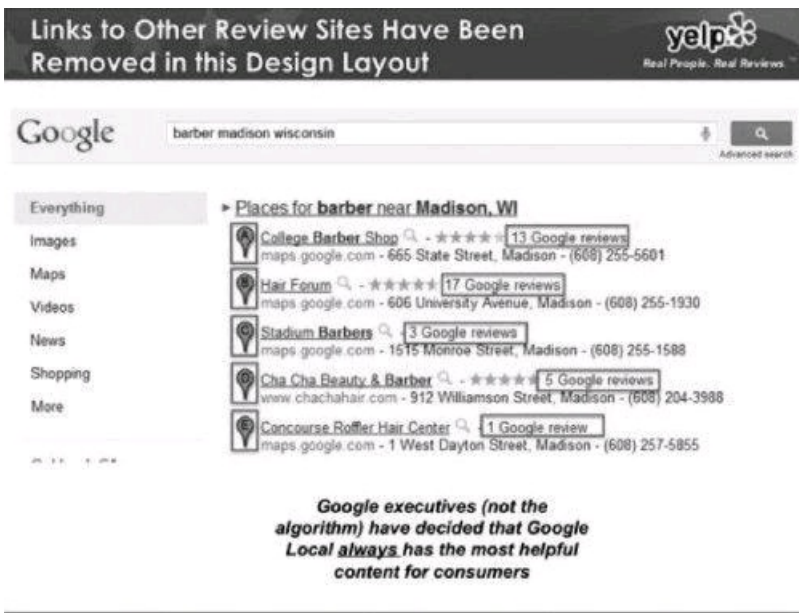 Links to Other Review Sites Have Been
Removed in this Design Layout
yelp
Real People. Real Reviews.
Google
barber madison wisconsin
Advanced search
Everything
Images
Maps
Videos
News
Shopping
More
Places for barber near Madison, WI
A College Barber Shop - 13 Google reviews
maps.google.com - 665 State Street, Madison - (608) 255-5601
B Hair Forum - 17 Google reviews
maps.google.com - 606 University Avenue, Madison - (608) 255-1930
C Stadium Barbers - 3 Google reviews
maps.google.com - 1515 Monroe Street, Madison - (608) 255-1588
D Cha Cha Beauty & Barber - 5 Google reviews
www.chachahair.com - 912 Williamson Street, Madison - (608) 204-3988
E Concourse Roffler Hair Center - 1 Google review
maps.google.com - 1 West Dayton Street, Madison - (608) 257-5855
Google executives (not the
algorithm) have decided that Google
Local always has the most helpful
content for consumers